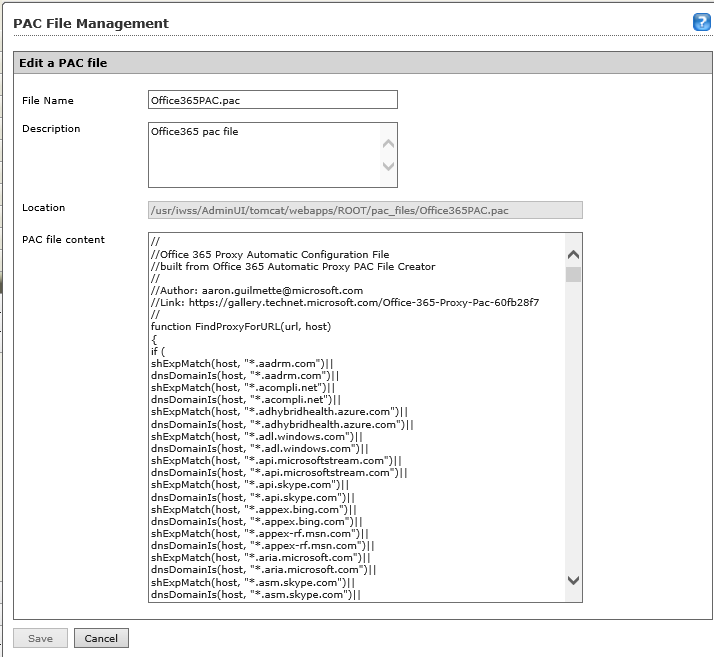 PAC File Management
?
Edit a PAC file
File Name
Office365PAC.pac
Description
Office365 pac file
Location
/usr/iwss/AdminUI/tomcat/webapps/ROOT/pac_files/Office365PAC.pac
PAC file content
//
//Office 365 Proxy Automatic Configuration File
//built from Office 365 Automatic Proxy PAC File Creator
//
//Author: aaron.guilmette@microsoft.com
//Link: https://gallery.technet.microsoft.com/Office-365-Proxy-Pac-60fb28f7
//
function FindProxyForURL(url, host)
{
if (
shExpMatch(host, "*.aadrm.com")||
dnsDomainIs(host, "*.aadrm.com")||
shExpMatch(host, "*.acompli.net")||
dnsDomainIs(host, "*.acompli.net")||
shExpMatch(host, "*.adhybridhealth.azure.com")||
dnsDomainIs(host, "*.adhybridhealth.azure.com")||
shExpMatch(host, "*.adl.windows.com")||
dnsDomainIs(host, "*.adl.windows.com")||
shExpMatch(host, "*.api.microsoftstream.com")||
dnsDomainIs(host, "*.api.microsoftstream.com")||
shExpMatch(host, "*.api.skype.com")||
dnsDomainIs(host, "*.api.skype.com")||
shExpMatch(host, "*.appex.bing.com")||
dnsDomainIs(host, "*.appex.bing.com")||
shExpMatch(host, "*.appex-rf.msn.com")||
dnsDomainIs(host, "*.appex-rf.msn.com")||
shExpMatch(host, "*.aria.microsoft.com")||
dnsDomainIs(host, "*.aria.microsoft.com")||
shExpMatch(host, "*.asm.skype.com")||
dnsDomainIs(host, "*.asm.skype.com")||
Save Cancel